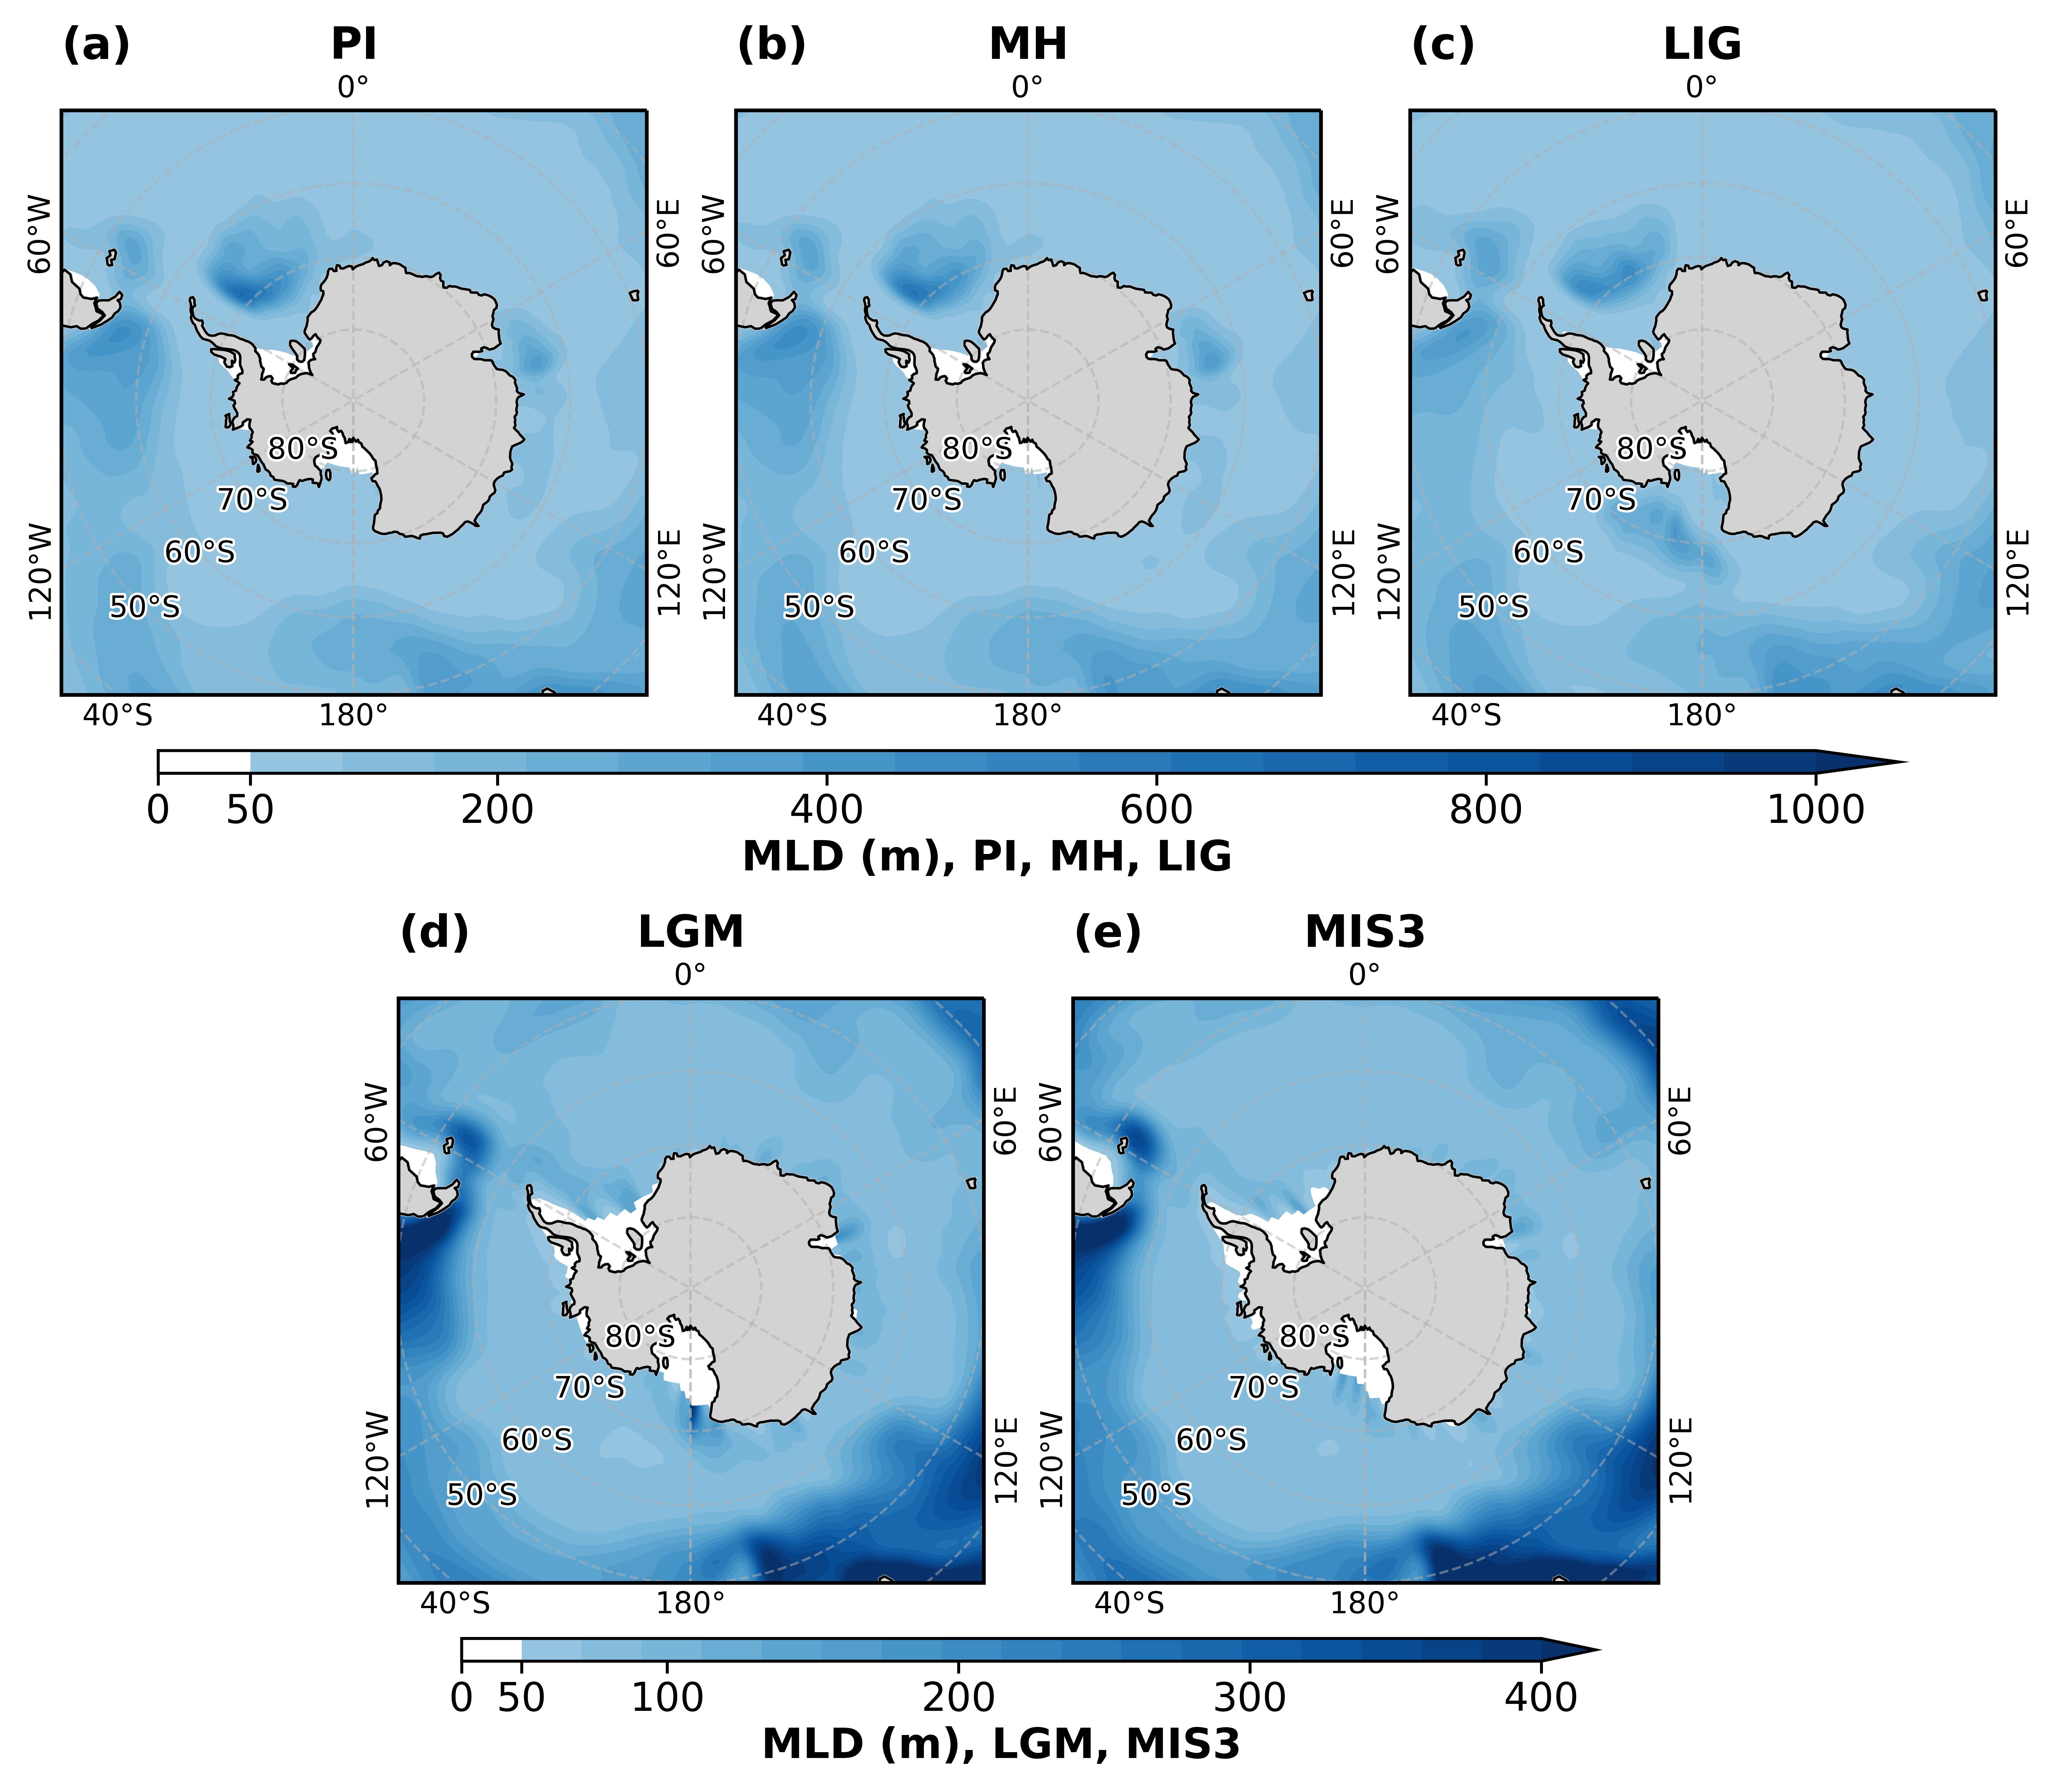 (a) PI (b) MH (c) LIG
0° 0° 0°
60°W 60°E 60°W 60°E 60°W 60°E
80°S 80°S 80°S
70°S 70°S 70°S
120°W 60°S 120°E 120°W 60°S 120°E 120°W 60°S 120°E
50°S 50°S 50°S
40°S 180° 40°S 180° 40°S 180°
0 50 200 400 600 800 1000
MLD (m), PI, MH, LIG
(d) LGM (e) MIS3
0° 0°
60°W 60°E 60°W 60°E
80°S 80°S
70°S 70°S
120°W 60°S 120°E 120°W 60°S 120°E
50°S 50°S
40°S 180° 40°S 180°
0 50 100 200 300 400
MLD (m), LGM, MIS3